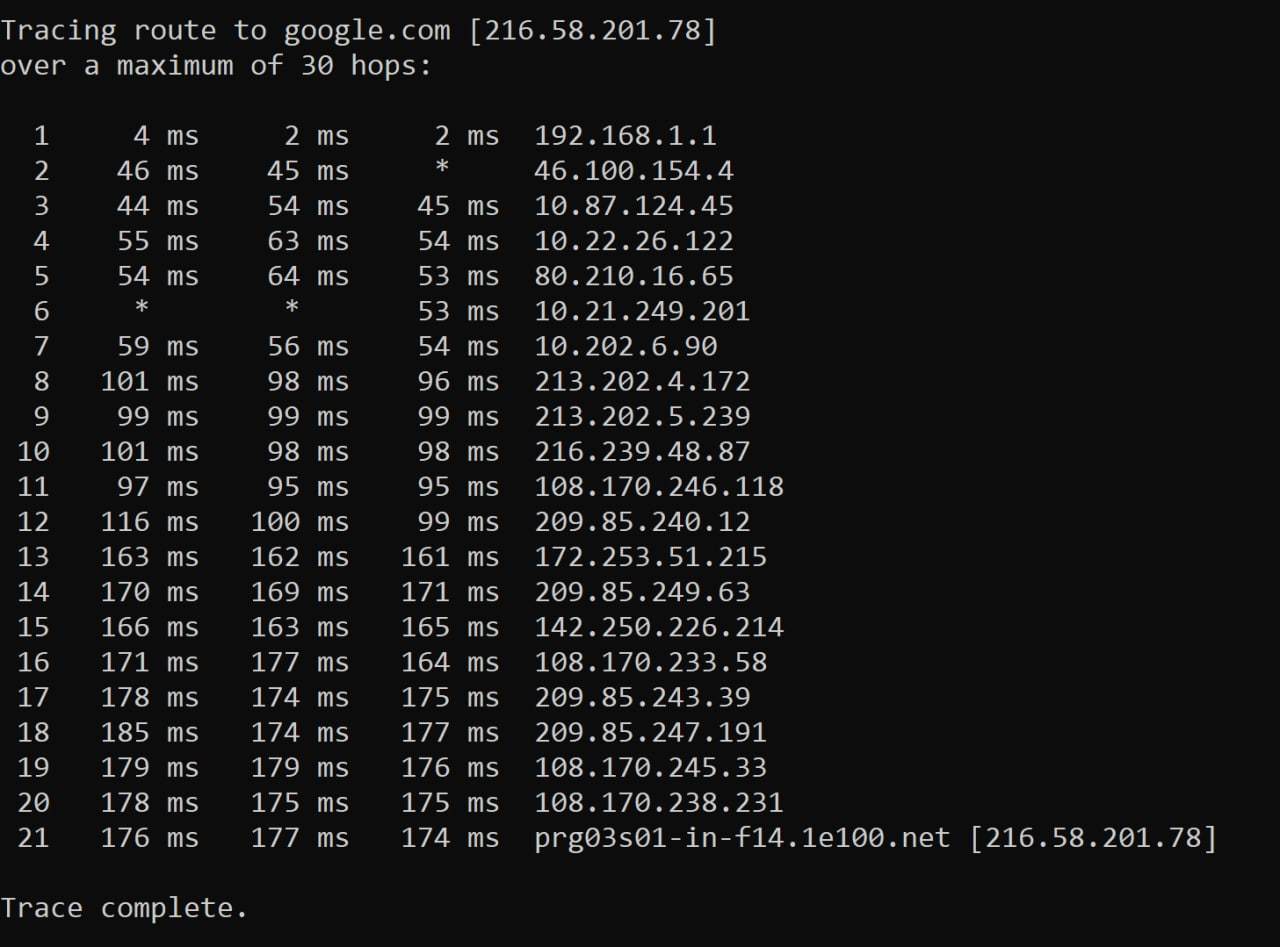 Tracing route to google.com [216.58.201.78]
over a maximum of 30 hops:
1 4 ms 2 ms 2 ms 192.168.1.1
2 46 ms 45 ms * 46.100.154.4
3 44 ms 54 ms 45 ms 10.87.124.45
4 55 ms 63 ms 54 ms 10.22.26.122
5 54 ms 64 ms 53 ms 80.210.16.65
6 * * 53 ms 10.21.249.201
7 59 ms 56 ms 54 ms 10.202.6.90
8 101 ms 98 ms 96 ms 213.202.4.172
9 99 ms 99 ms 99 ms 213.202.5.239
10 101 ms 98 ms 98 ms 216.239.48.87
11 97 ms 95 ms 95 ms 108.170.246.118
12 116 ms 100 ms 99 ms 209.85.240.12
13 163 ms 162 ms 161 ms 172.253.51.215
14 170 ms 169 ms 171 ms 209.85.249.63
15 166 ms 163 ms 165 ms 142.250.226.214
16 171 ms 177 ms 164 ms 108.170.233.58
17 178 ms 174 ms 175 ms 209.85.243.39
18 185 ms 174 ms 177 ms 209.85.247.191
19 179 ms 179 ms 176 ms 108.170.245.33
20 178 ms 175 ms 175 ms 108.170.238.231
21 176 ms 177 ms 174 ms prg03s01-in-f14.1e100.net [216.58.201.78]
Trace complete.